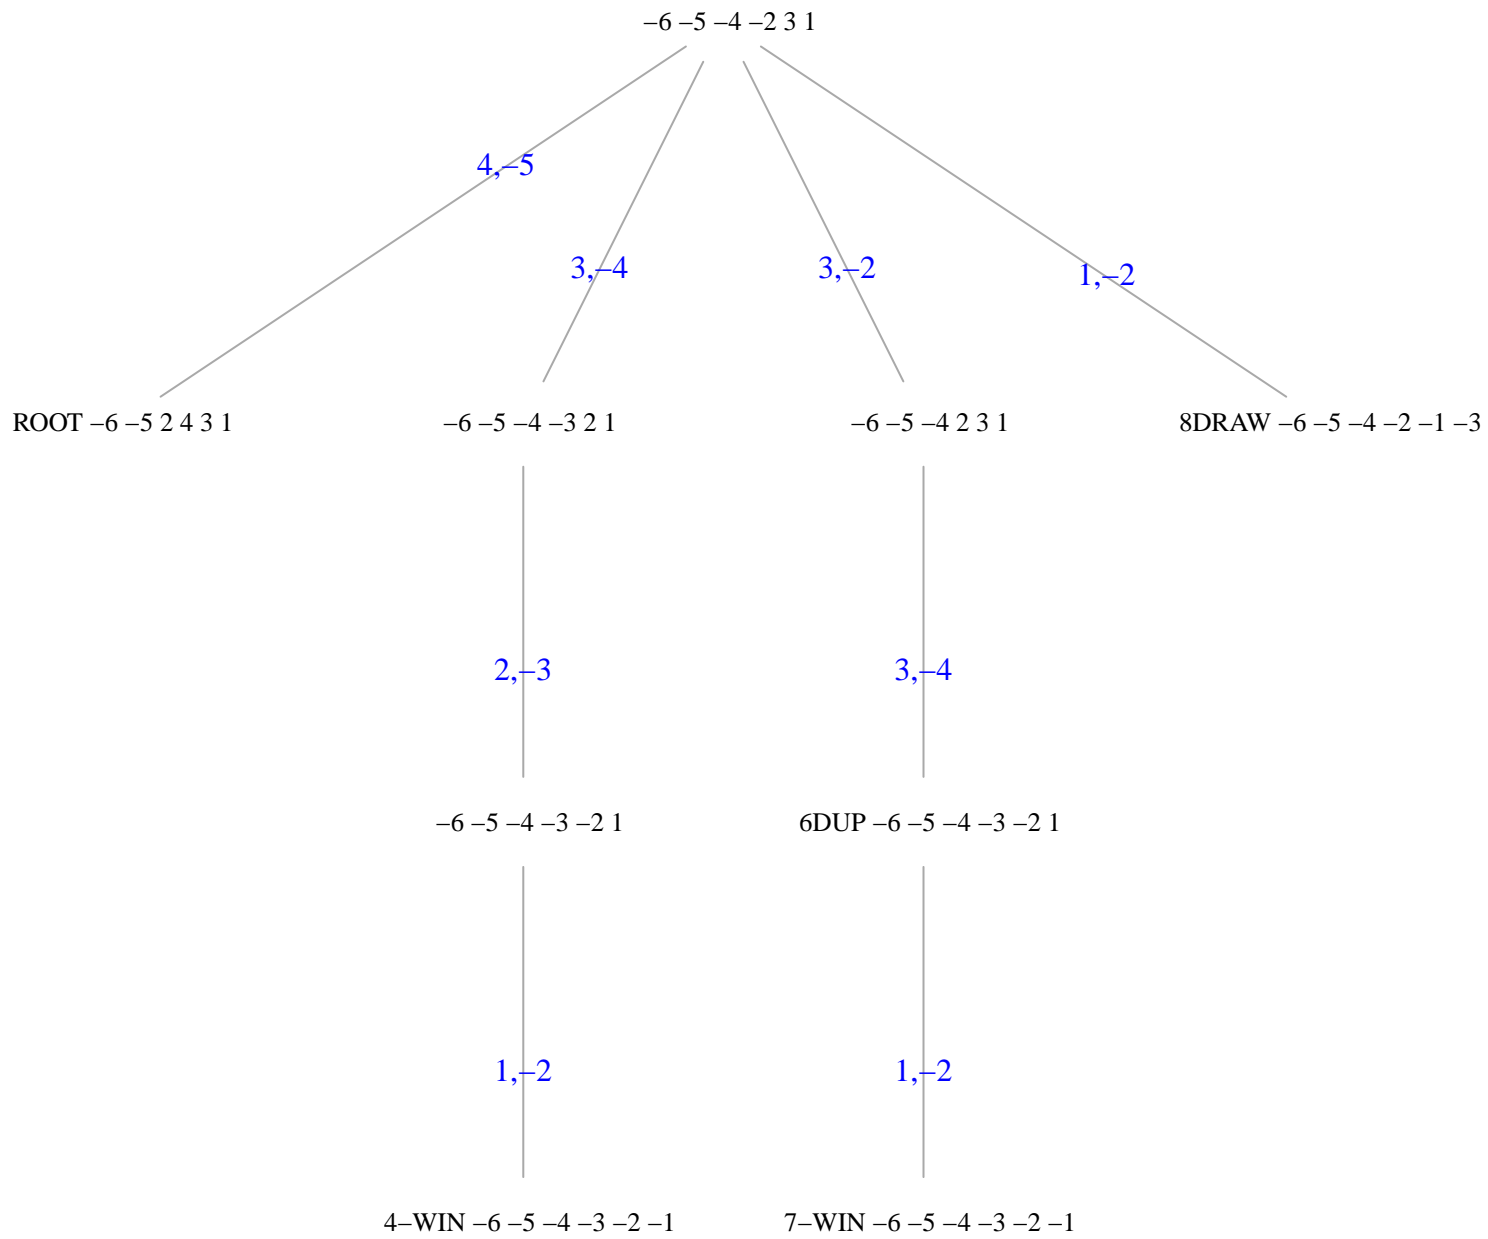 –6 –5 –4 –2 3 1
4,–5
3,–4
3,–2
1,–2
ROOT –6 –5 2 4 3 1
–6 –5 –4 –3 2 1
–6 –5 –4 2 3 1
8DRAW –6 –5 –4 –2 –1 –3
2,–3
3,–4
–6 –5 –4 –3 –2 1
6DUP –6 –5 –4 –3 –2 1
1,–2
1,–2
4–WIN –6 –5 –4 –3 –2 –1
7–WIN –6 –5 –4 –3 –2 –1